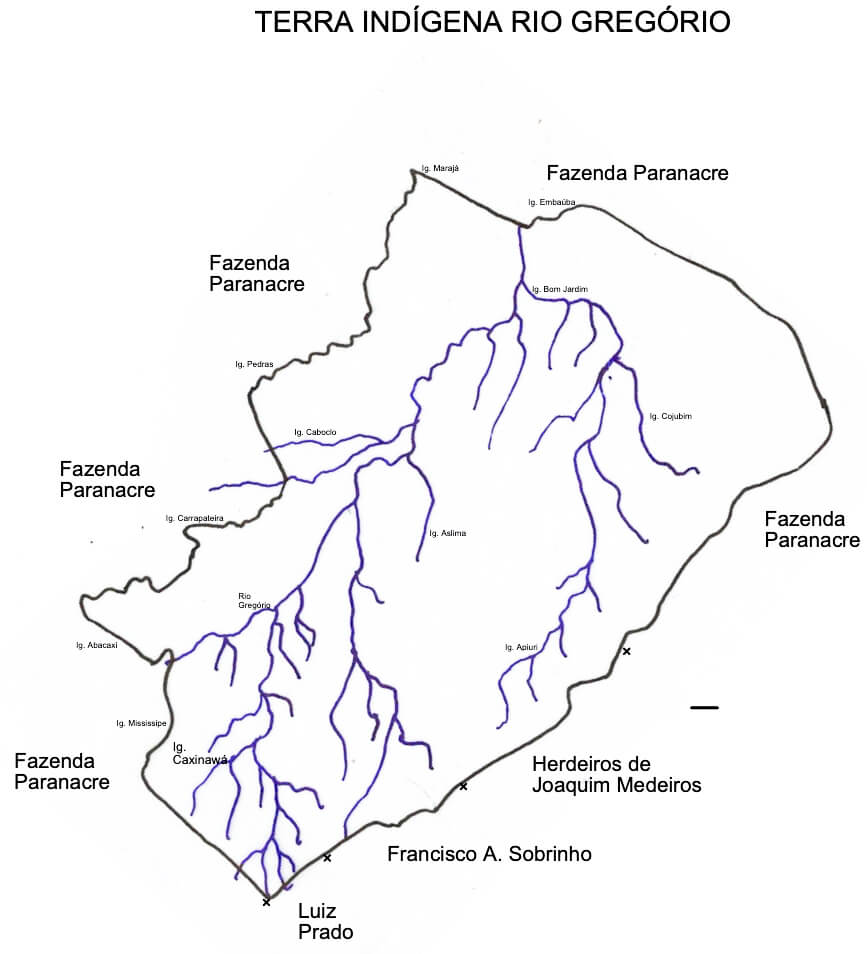 TERRA INDÍGENA RIO GREGÓRIO
Ig. Marajá
Fazenda Paranacre
Ig. Embaúba
Fazenda
Paranacre
Ig. Bom Jardim
Ig. Pedras
Ig. Cojubim
Ig. Caboclo
Fazenda
Paranacre
Ig. Carrapateira
Fazenda
Paranacre
Ig. Aslima
Rio
Gregório
Ig. Abacaxi
Ig. Apiuri
Ig. Mississipe
Ig.
Caxinawá
Fazenda
Paranacre
Herdeiros de
Joaquim Medeiros
Francisco A. Sobrinho
Luiz
Prado